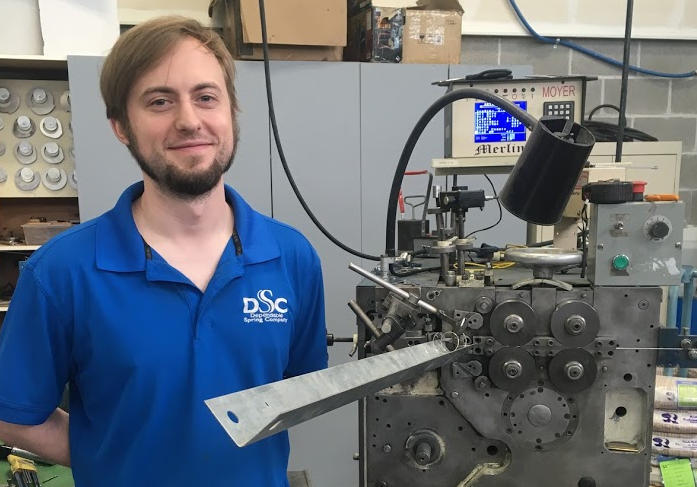 MOYER
Merlin
DSC
Dependable
Spring Company